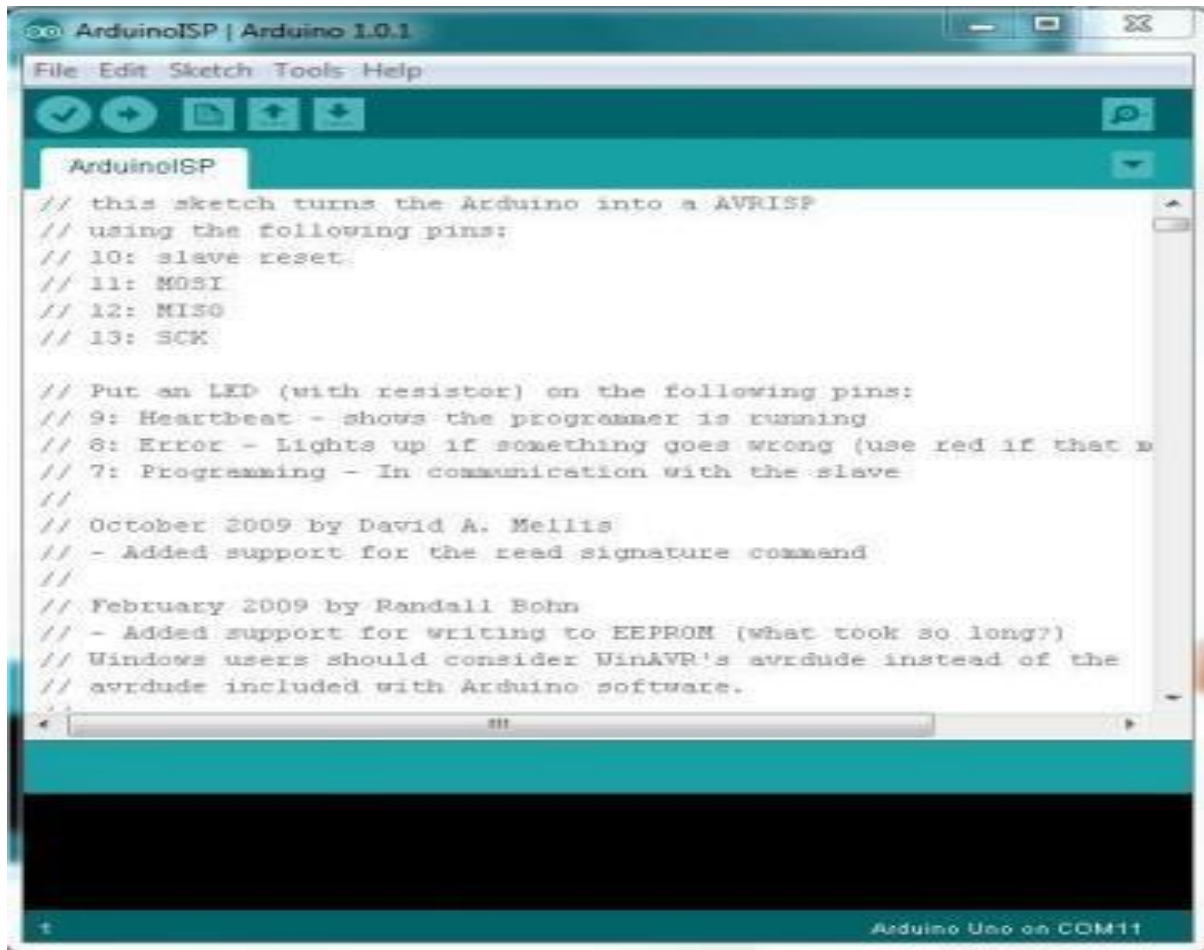 ArduinoISP | Arduino 1.0.1
File Edit Sketch Tools Help
ArduinoISP
// this sketch turns the Arduino into a AVRISP
// using the following pins:
// 10: slave reset
// 11: MOSI
// 12: MISO
// 13: SCK
// Put an LED (with resistor) on the following pins:
// 9: Heartbeat - shows the programmer is running
// 8: Error - Lights up if something goes wrong (use red if that m
// 7: Programming - In communication with the slave
//
// October 2009 by David A. Mellis
// - Added support for the read signature command
//
// February 2009 by Randall Bohn
// - Added support for writing to EEPROM (what took so long?)
// Windows users should consider WinAVR's avrdude instead of the
// avrdude included with Arduino software.
//
1 Arduino Uno on COM11